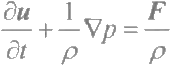 ∂u/∂t + 1/ρ ∇p = F/ρ